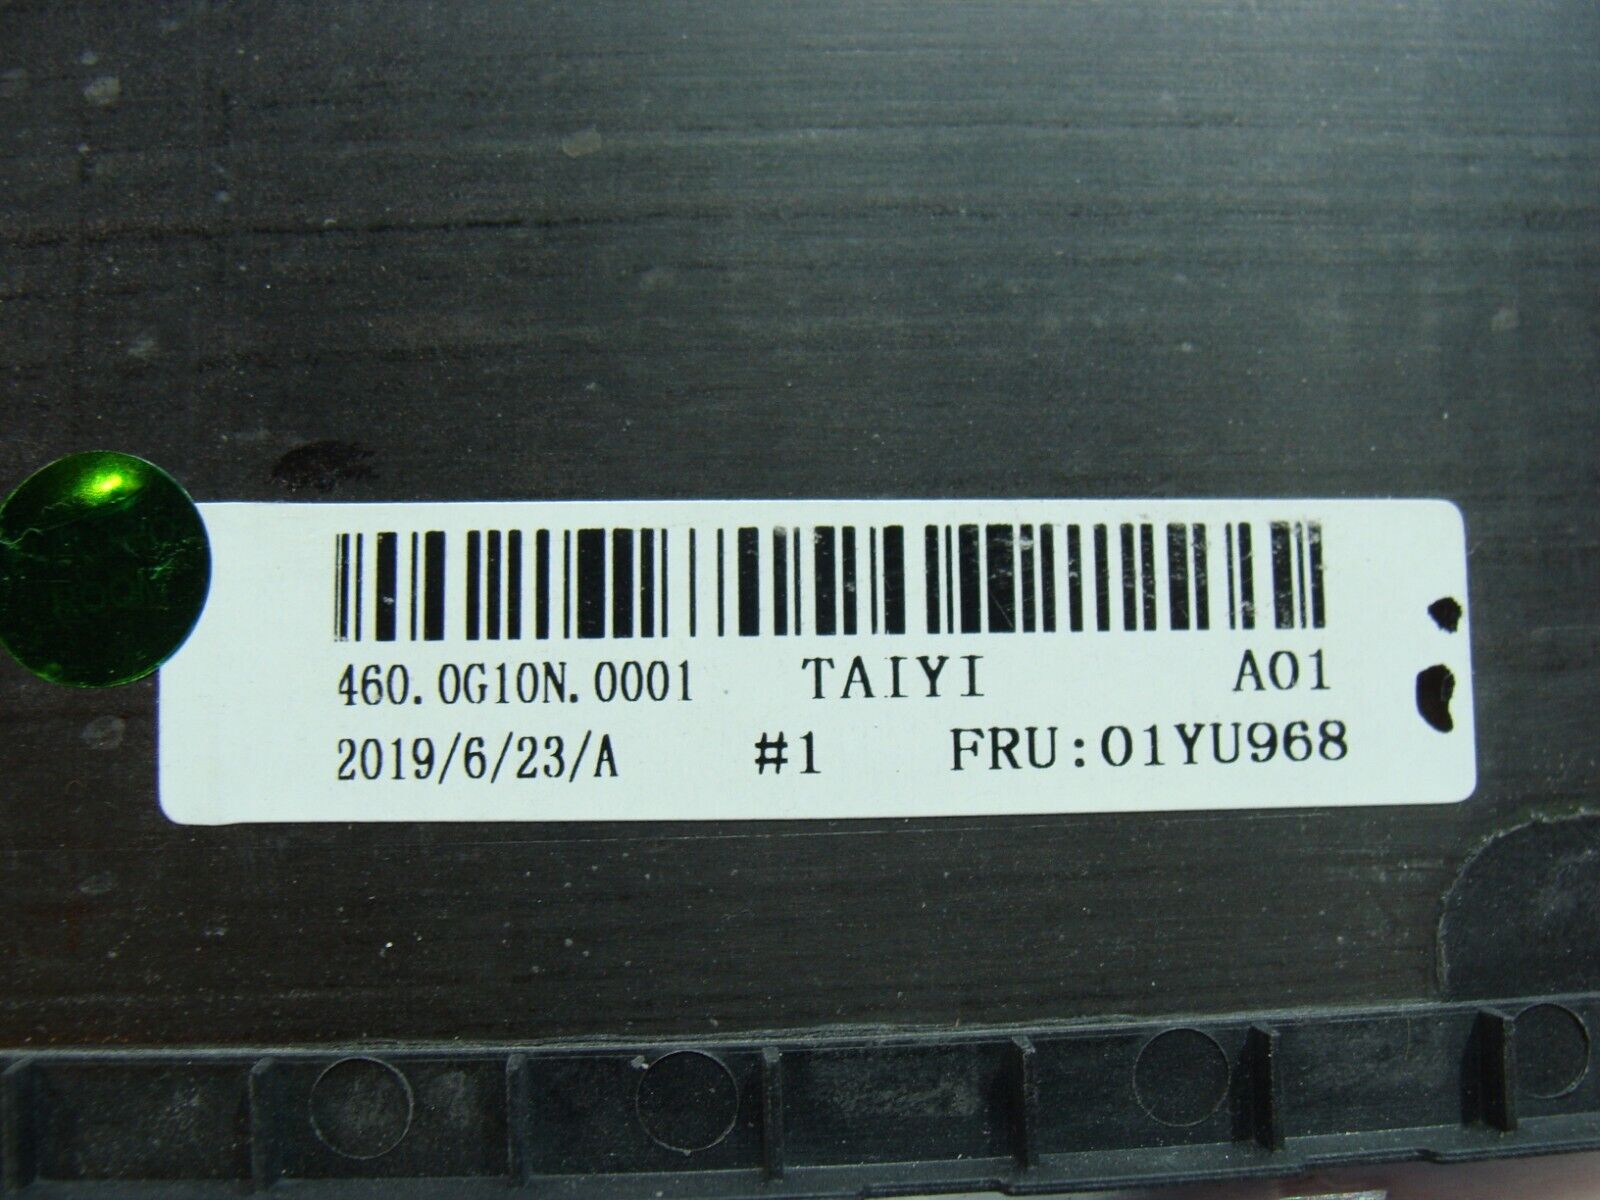 460.0G10N.0001 TAIYI A01
2019/6/23/A #1 FRU:01YU968